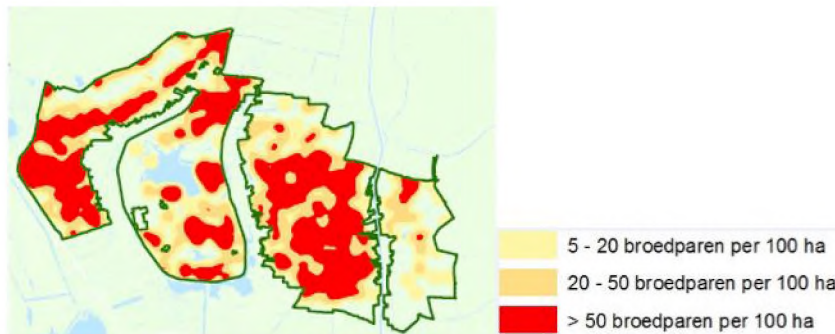 5 - 20 broedparen per 100 ha
20 - 50 broedparen per 100 ha
> 50 broedparen per 100 ha